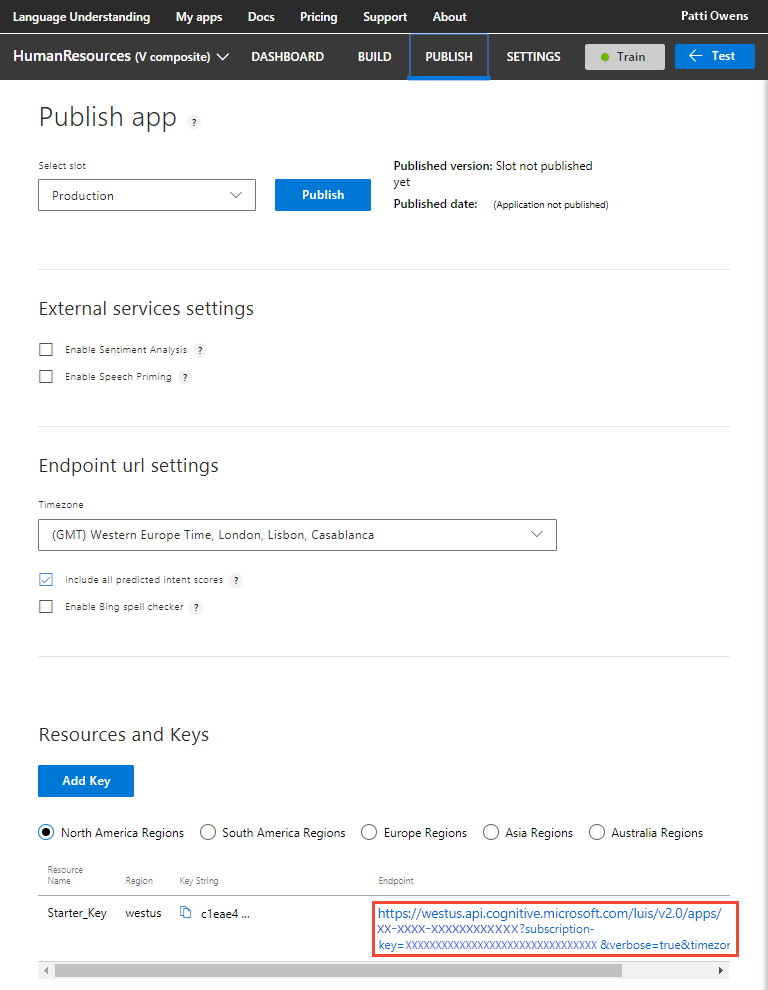 Language Understanding My apps Docs Pricing Support About Patti Owens
HumanResources (V composite) DASHBOARD BUILD PUBLISH SETTINGS Train Test
Publish app ?
Select slot
Production
Publish
Published version: Slot not published
yet
Published date: (Application not published)
External services settings
Enable Sentiment Analysis ?
Enable Speech Priming ?
Endpoint url settings
Timezone
(GMT) Western Europe Time, London, Lisbon, Casablanca
Include all predicted intent scores ?
Enable Bing spell checker ?
Resources and Keys
Add Key
North America Regions South America Regions Europe Regions Asia Regions Australia Regions
Resource
Name Region Key String Endpoint
Starter_Key westus c1eae4 ... https://westus.api.cognitive.microsoft.com/luis/v2.0/apps/
XX-XXXX-XXXXXXXXXXXX?subscription-
key=XXXXXXXXXXXXXXXXXXXXXXXXXXXXXXXX &verbose=true&timezor